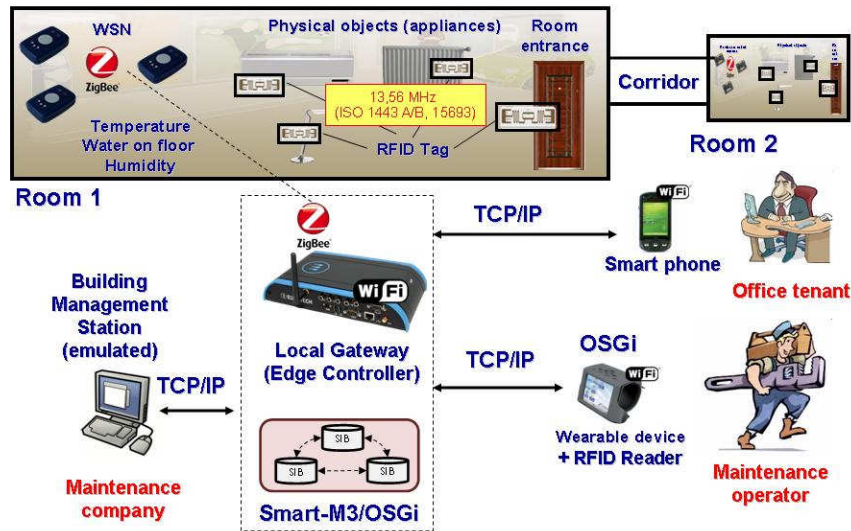 WSN
Physical objects (appliances)
Room
entrance
ZigBee
13,56 MHz
(ISO 1443 A/B, 15693)
Corridor
Temperature
Water on floor
Humidity
RFID Tag
Room 1
Room 2
ZigBee
WiFi
TCP/IP
WiFi
Smart phone
Office tenant
Building
Management
Station
(emulated)
Local Gateway
(Edge Controller)
TCP/IP
TCP/IP
OSGi
WiFi
Wearable device
+ RFID Reader
SIB
SIB
SIB
Smart-M3/OSGi
Maintenance
company
Maintenance
operator